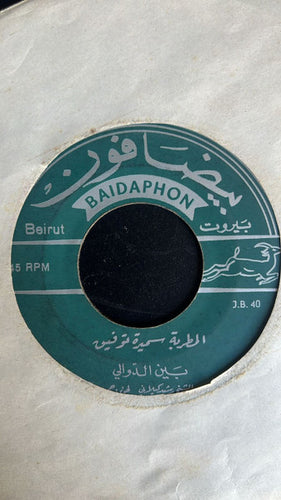 بيضافون
BAIDAPHON
Beirut بيروت
45 RPM
J.B. 40
المطربة سميرة توفيق
بين الدوالي